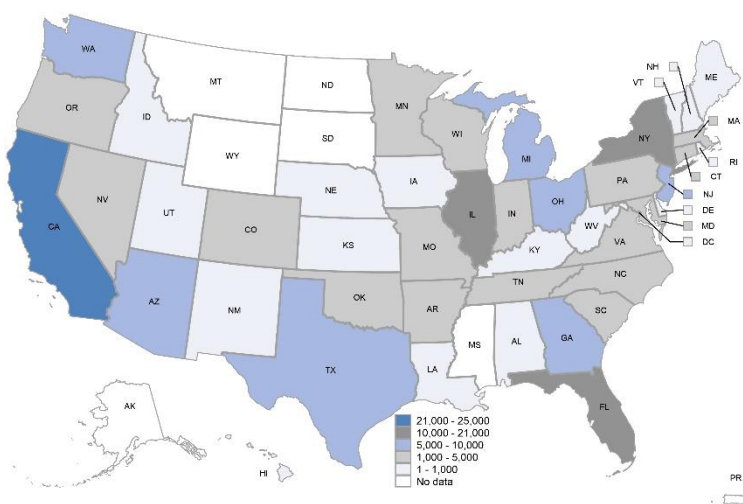 WA
MT
ND
MN
NH
VT
ME
OR
ID
SD
WI
MI
NY
MA
RI
CT
WY
IA
PA
NJ
DE
MD
DC
NE
NV
UT
CO
IL
IN
OH
WV
VA
CA
KS
MO
KY
NC
TN
AZ
NM
OK
AR
SC
MS
AL
GA
TX
LA
FL
AK
HI
PR
21,000 - 25,000
10,000 - 21,000
5,000 - 10,000
1,000 - 5,000
1 - 1,000
No data